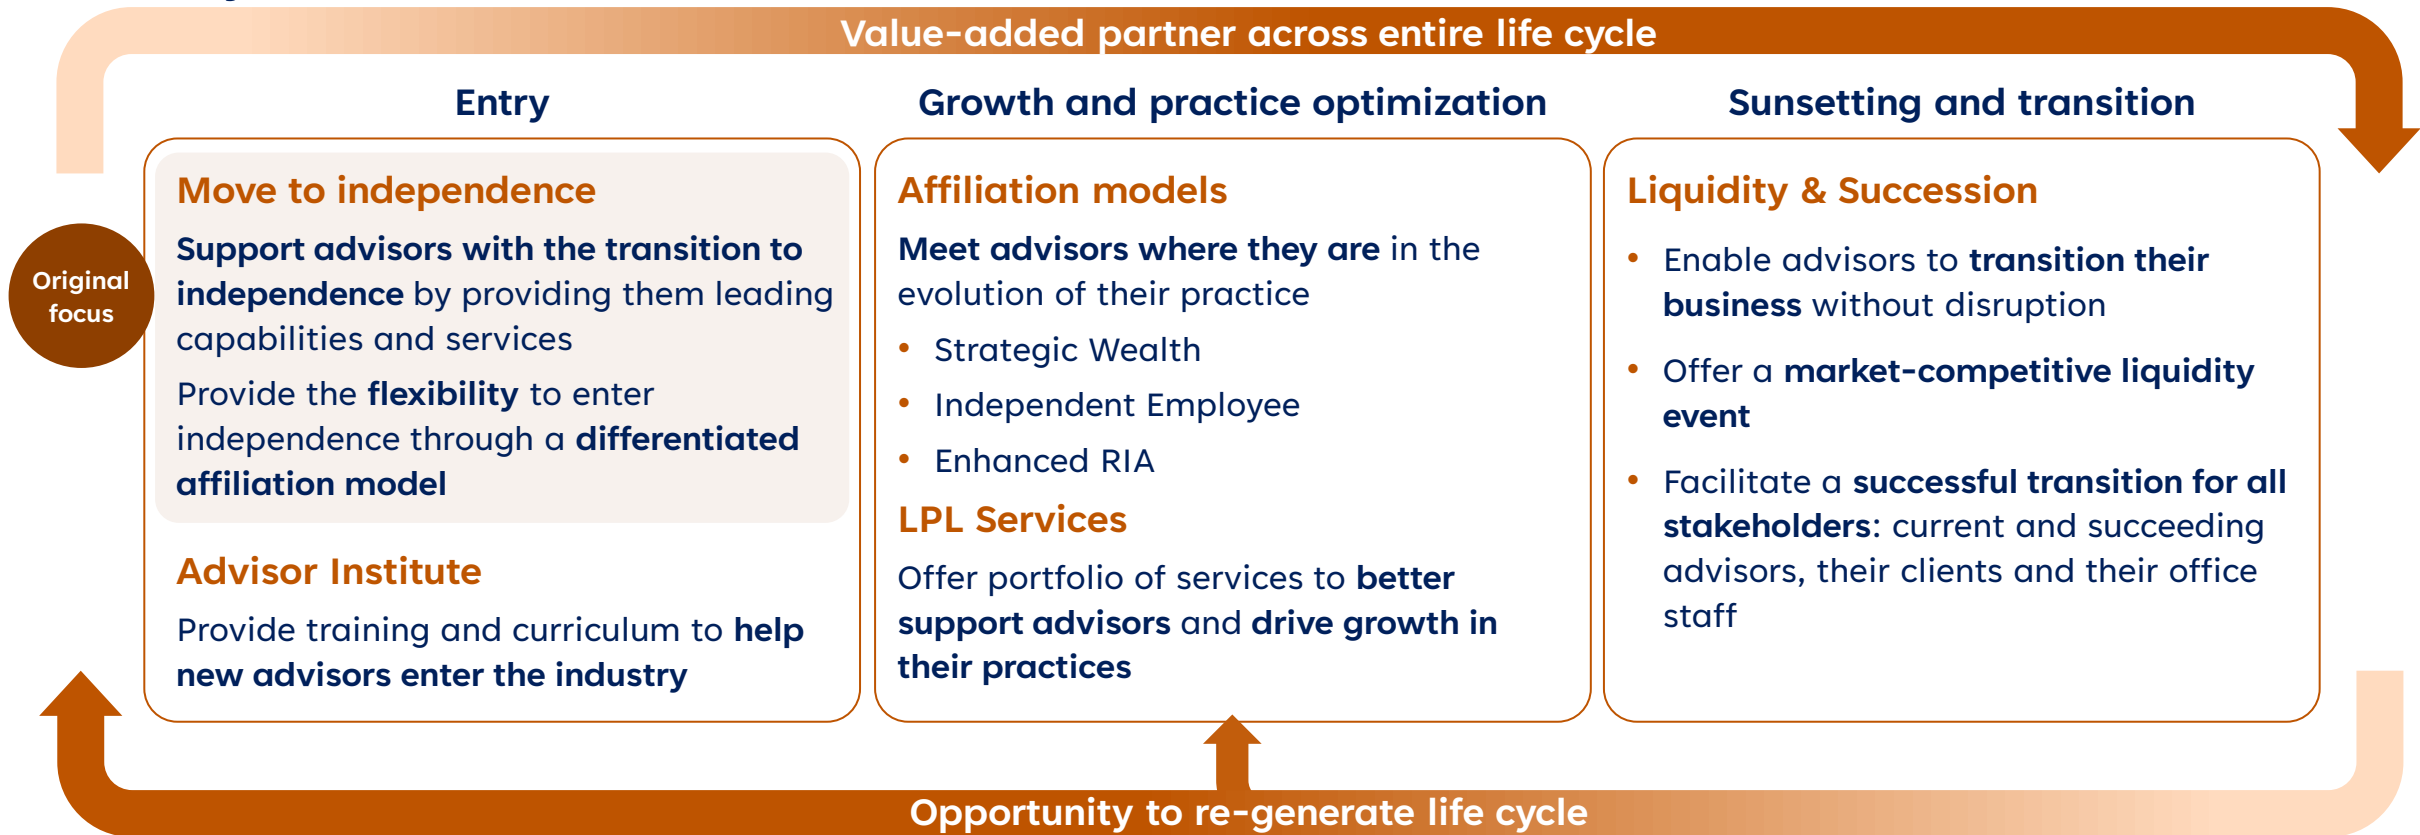 Value-added partner across entire life cycle
Entry
Move to independence
Support advisors with the transition to
independence by providing them leading
capabilities and services
Provide the flexibility to enter
independence through a differentiated
affiliation model
Original
focus
Advisor Institute
Provide training and curriculum to help
new advisors enter the industry
Growth and practice optimization
Affiliation models
Meet advisors where they are in the
evolution of their practice
• Strategic Wealth
• Independent Employee
• Enhanced RIA
LPL Services
Offer portfolio of services to better
support advisors and drive growth in
their practices
Sunsetting and transition
Liquidity & Succession
• Enable advisors to transition their
business without disruption
• Offer a market-competitive liquidity
event
• Facilitate a successful transition for all
stakeholders: current and succeeding
advisors, their clients and their office
staff
Opportunity to re-generate life cycle